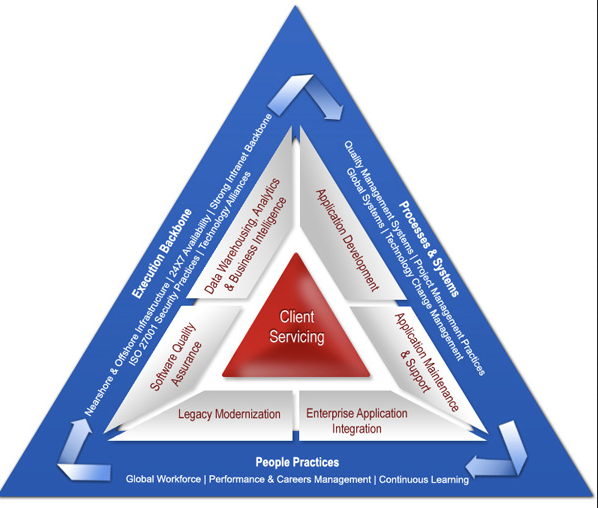 Execution Backbone
Nearshore & Offshore Infrastructure | 24X7 Availability | Strong Intranet Backbone
ISO 27001 Security Practices | Technology Alliances
Processes & Systems
Quality Management Systems | Project Management Practices
Global Systems | Technology Change Management
Data Warehousing, Analytics
& Business Intelligence
Application Development
Client
Servicing
Software Quality
Assurance
Application Maintenance
& Support
Legacy Modernization
Enterprise Application
Integration
People Practices
Global Workforce | Performance & Careers Management | Continuous Learning